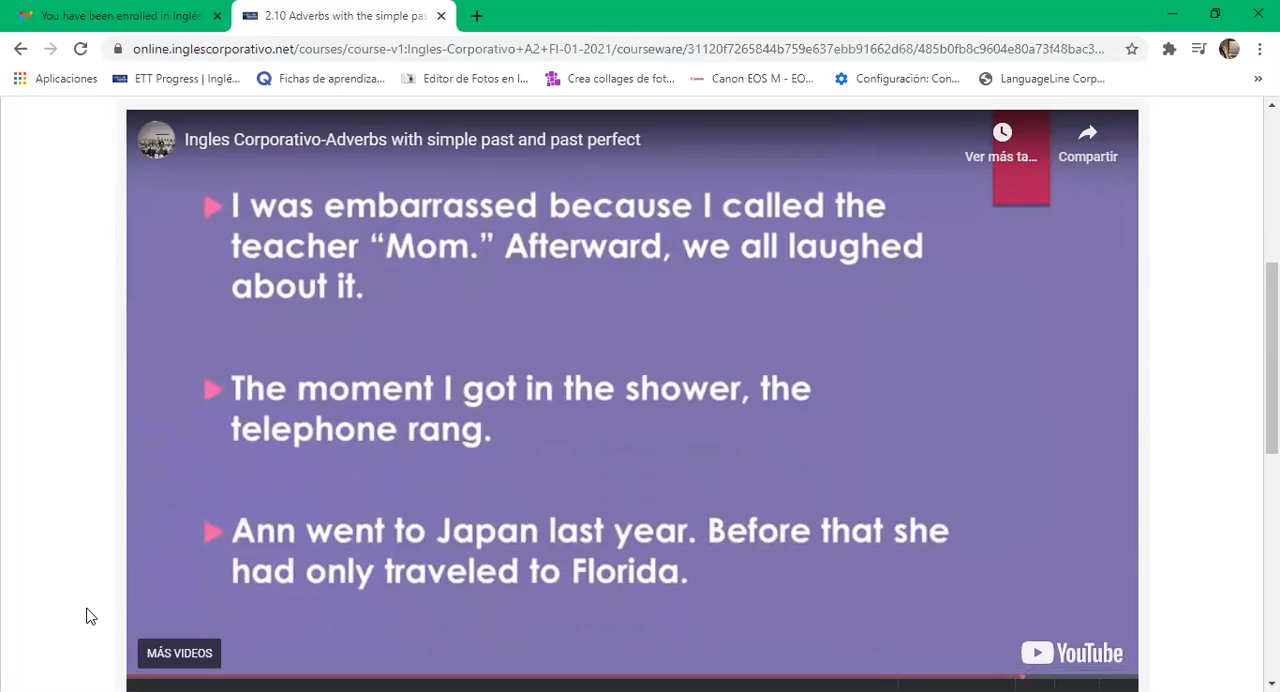 You have been enrolled in Inglés
2.10 Adverbs with the simple pas
online.inglescorporativo.net/courses/course-v1:Ingles-Corporativo+A2+FI-01-2021/courseware/31120f7265844b759e637ebb91662d68/485b0fb8c9604e80a73f48bac3...
Aplicaciones
ETT Progress | Inglé...
Fichas de aprendiza...
Editor de Fotos en l...
Crea collages de fot...
Canon EOS M - EO...
Configuración: Con...
LanguageLine Corp...
»
Ingles Corporativo-Adverbs with simple past and past perfect
Ver más ta...
Compartir
I was embarrassed because I called the
teacher “Mom.” Afterward, we all laughed
about it.
The moment I got in the shower, the
telephone rang.
Ann went to Japan last year. Before that she
had only traveled to Florida.
MÁS VIDEOS
YouTube